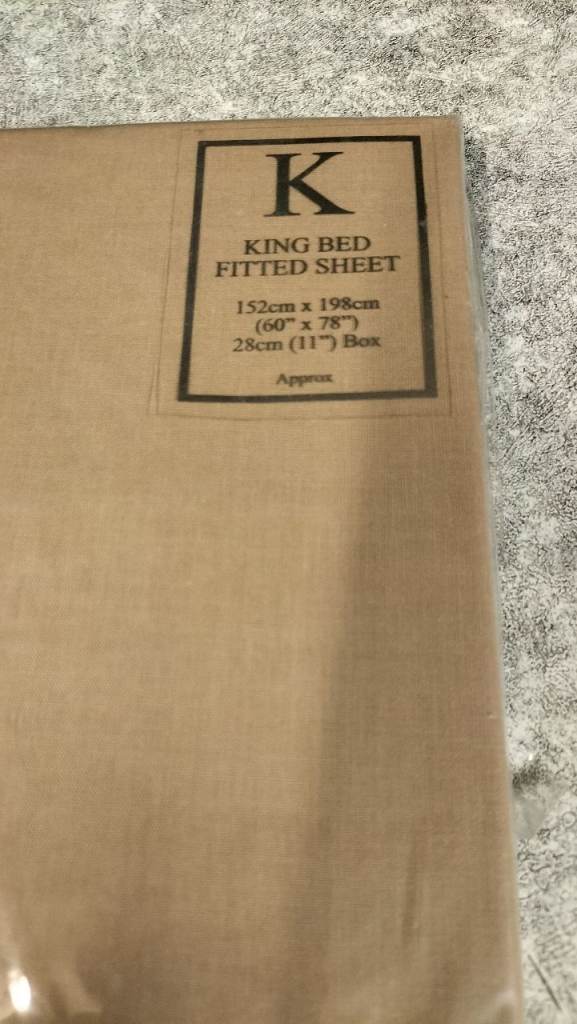 K
KING BED
FITTED SHEET
152cm x 198cm
(60” x 78”)
28cm (11”) Box
Approx